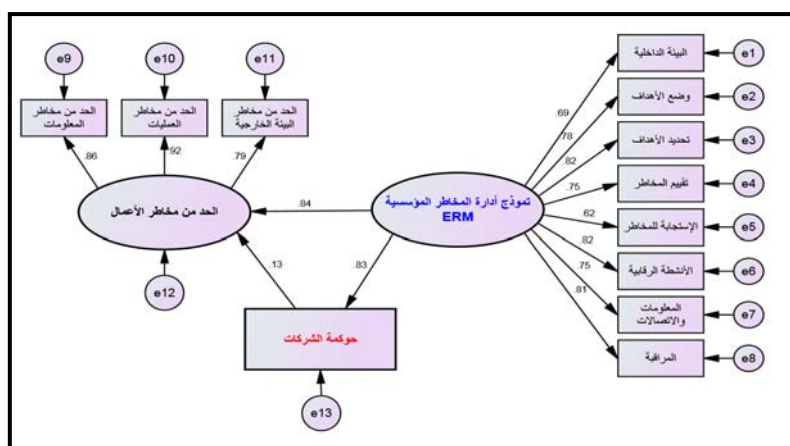 e9
e10
e11
e1
البيئة الداخلية
e2
وضع الأهداف
e3
تحديد الأهداف
e4
تقييم المخاطر
e5
الإستجابة للمخاطر
e6
الأنشطة الرقابية
e7
المعلومات
والاتصالات
e8
المراقبة
.69
.78
.82
.75
.62
.82
.75
.81
نموذج أدارة المخاطر المؤسسية
ERM
الحد من مخاطر
البيئة الخارجية
الحد من مخاطر
العمليات
الحد من مخاطر
المعلومات
.79
.92
.86
الحد من مخاطر الأعمال
.84
.83
.13
e12
حوكمة الشركات
e13